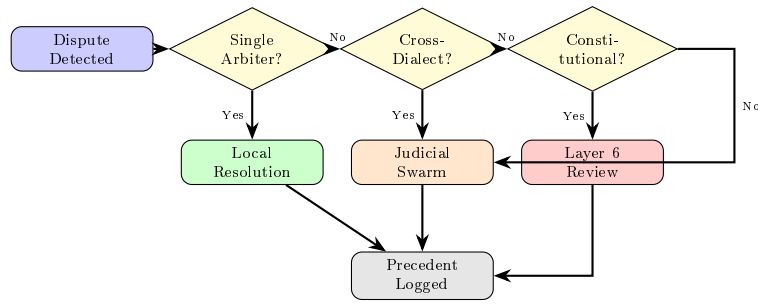 Dispute
Detected
Single
Arbiter?
No
Cross-
Dialect?
No
Consti-
tutional?
Yes
Yes
Yes
No
Local
Resolution
Judicial
Swarm
Layer 6
Review
Precedent
Logged